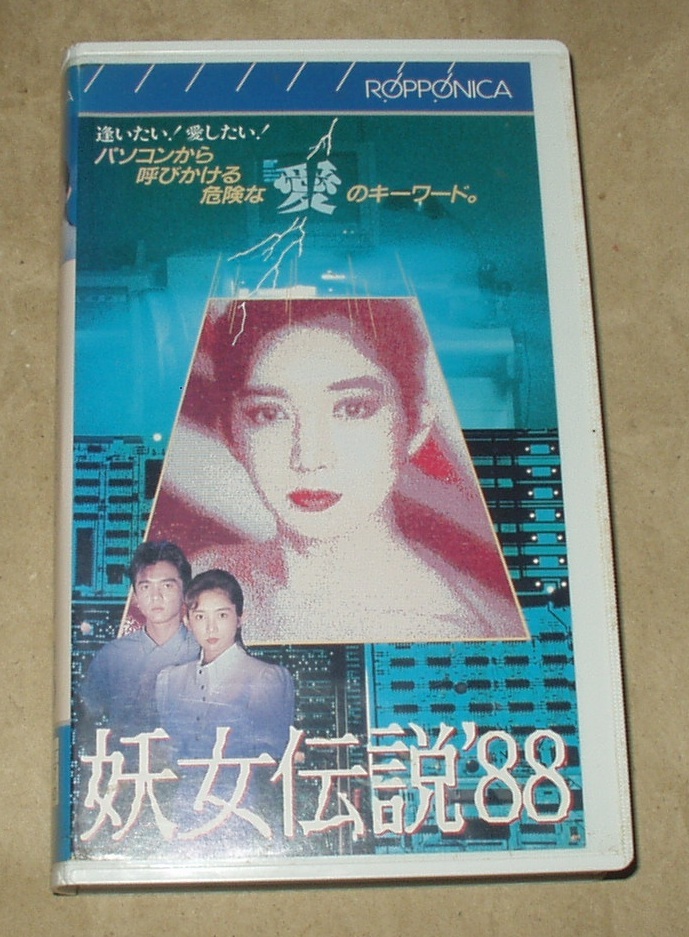 ROPPONICA
逢いたい!愛したい!
パソコンから
呼びかける
危険な愛のキーワード。
妖女伝説'88